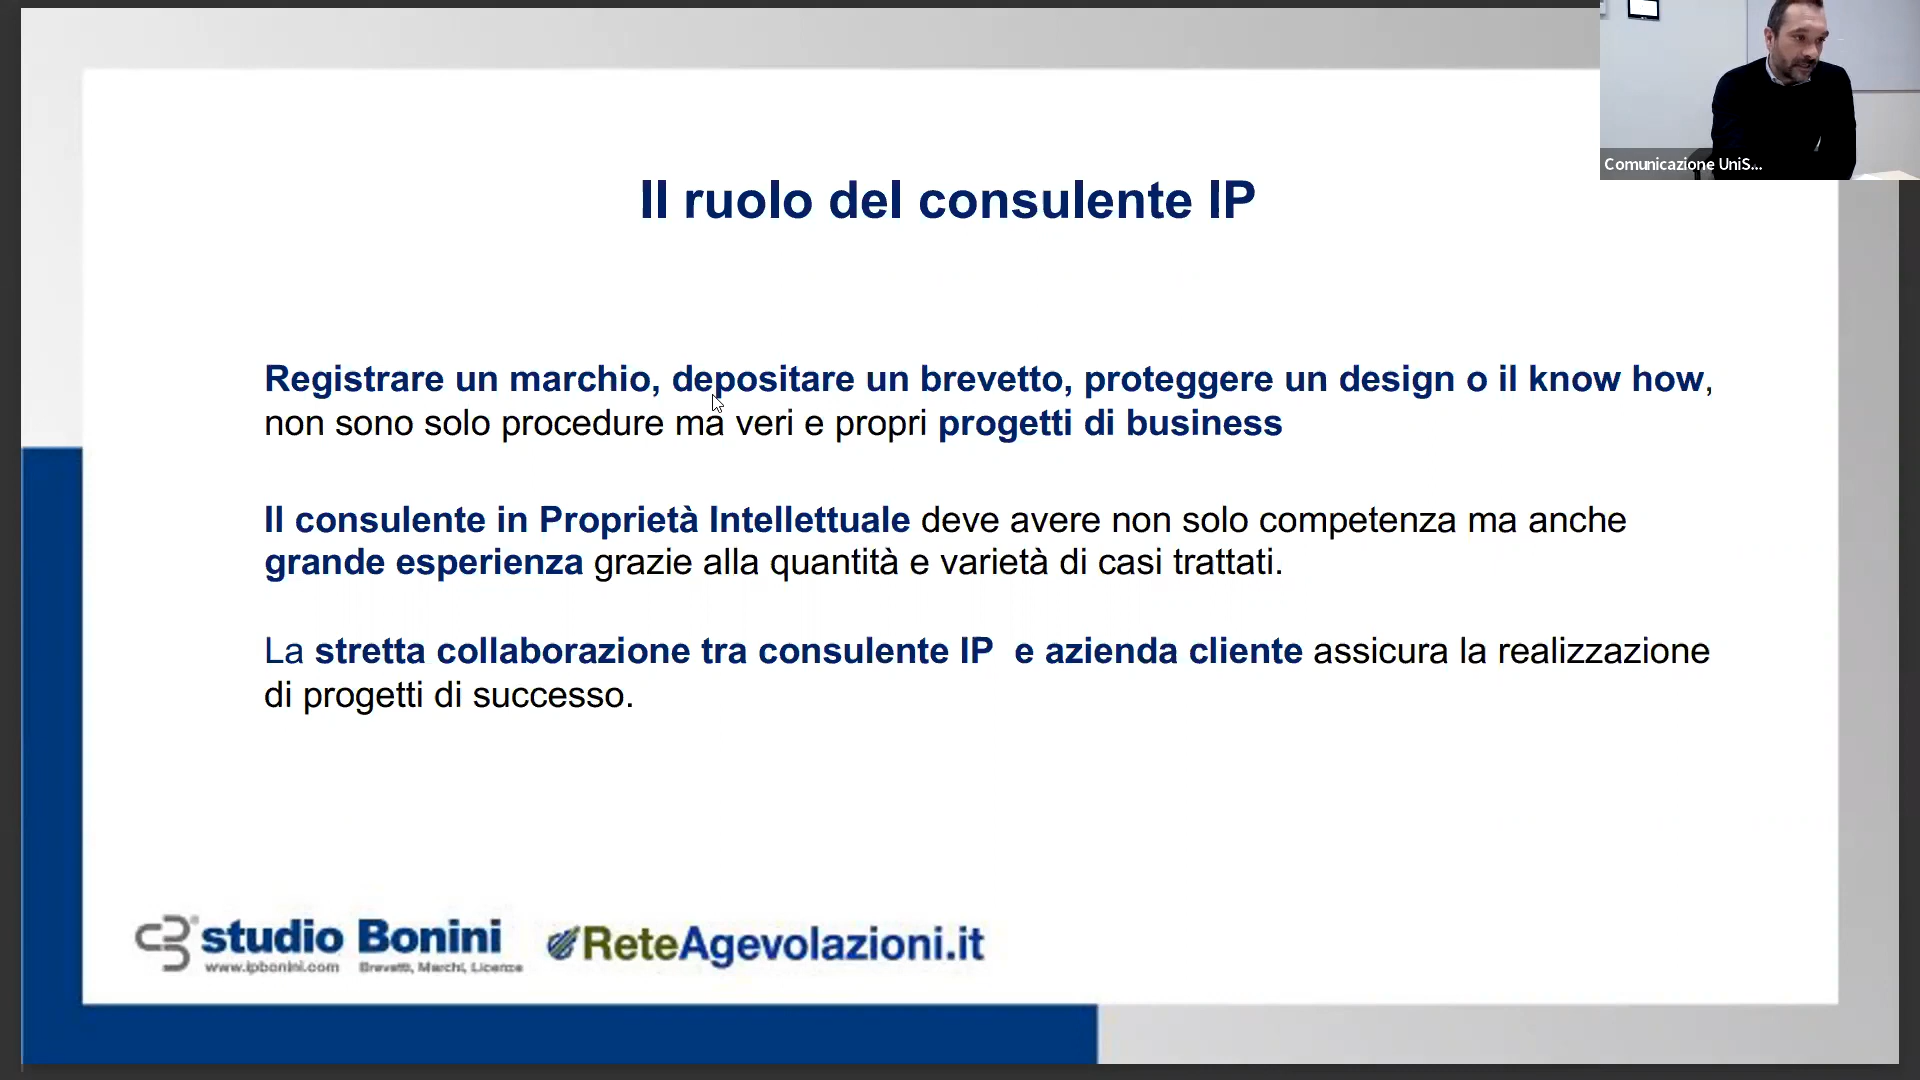 Comunicazione UniS...
Il ruolo del consulente IP
Registrare un marchio, depositare un brevetto, proteggere un design o il know how,
non sono solo procedure ma veri e propri progetti di business
Il consulente in Proprietà Intellettuale deve avere non solo competenza ma anche
grande esperienza grazie alla quantità e varietà di casi trattati.
La stretta collaborazione tra consulente IP e azienda cliente assicura la realizzazione
di progetti di successo.
studio Bonini
www.ipbonini.com Brevetti, Marchi, Licenze
ReteAgevolazioni.it